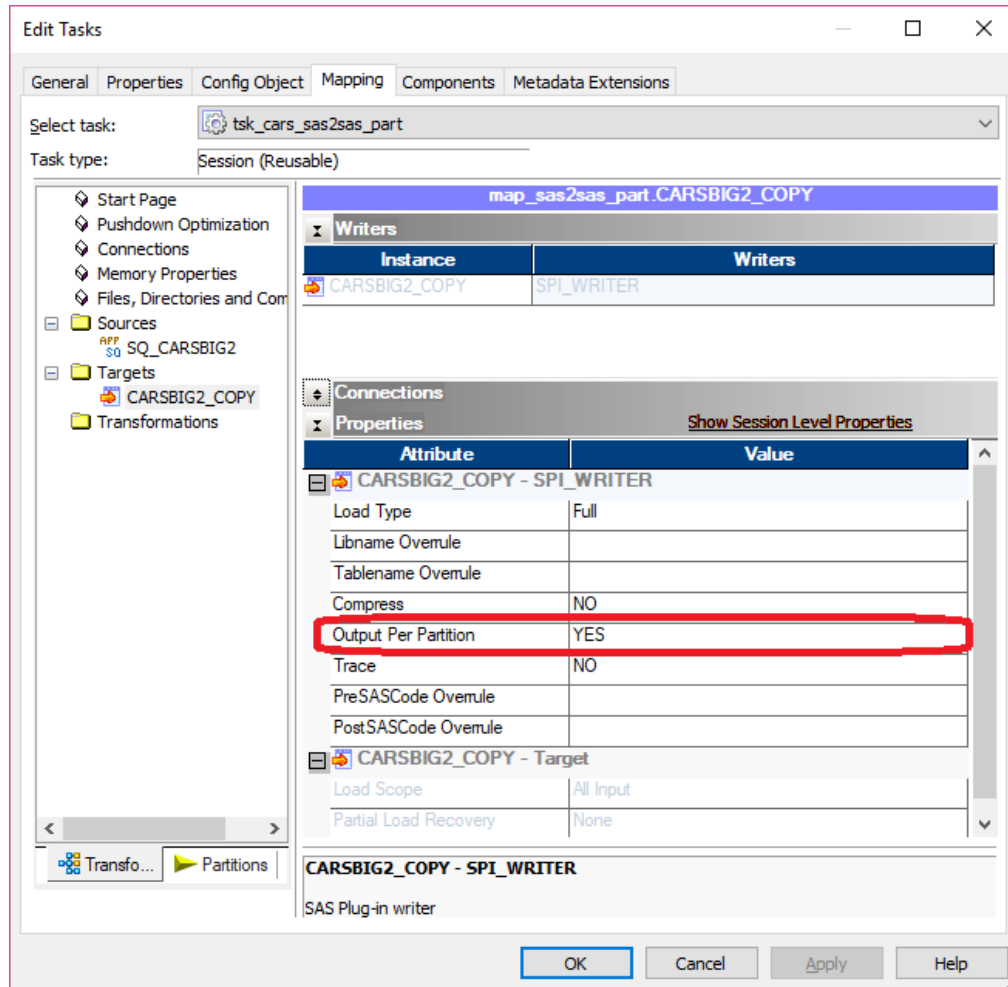 Edit Tasks
General Properties Config Object Mapping Components Metadata Extensions
Select task: tsk_cars_sas2sas_part
Task type: Session (Reusable)
Start Page
Pushdown Optimization
Connections
Memory Properties
Files, Directories and Com
Sources
APP SQ SQ_CARSBIG2
Targets
CARSBIG2_COPY
Transformations
Transfo... Partitions
map_sas2sas_part.CARSBIG2_COPY
Writers
Instance Writers
CARSBIG2_COPY SPI_WRITER
Connections
Properties Show Session Level Properties
Attribute Value
CARSBIG2_COPY - SPI_WRITER
Load Type Full
Libname Overrule
Tablename Overrule
Compress NO
Output Per Partition YES
Trace NO
PreSASCode Overrule
PostSASCode Overrule
CARSBIG2_COPY - Target
Load Scope All Input
Partial Load Recovery None
CARSBIG2_COPY - SPI_WRITER
SAS Plug-in writer
OK Cancel Apply Help